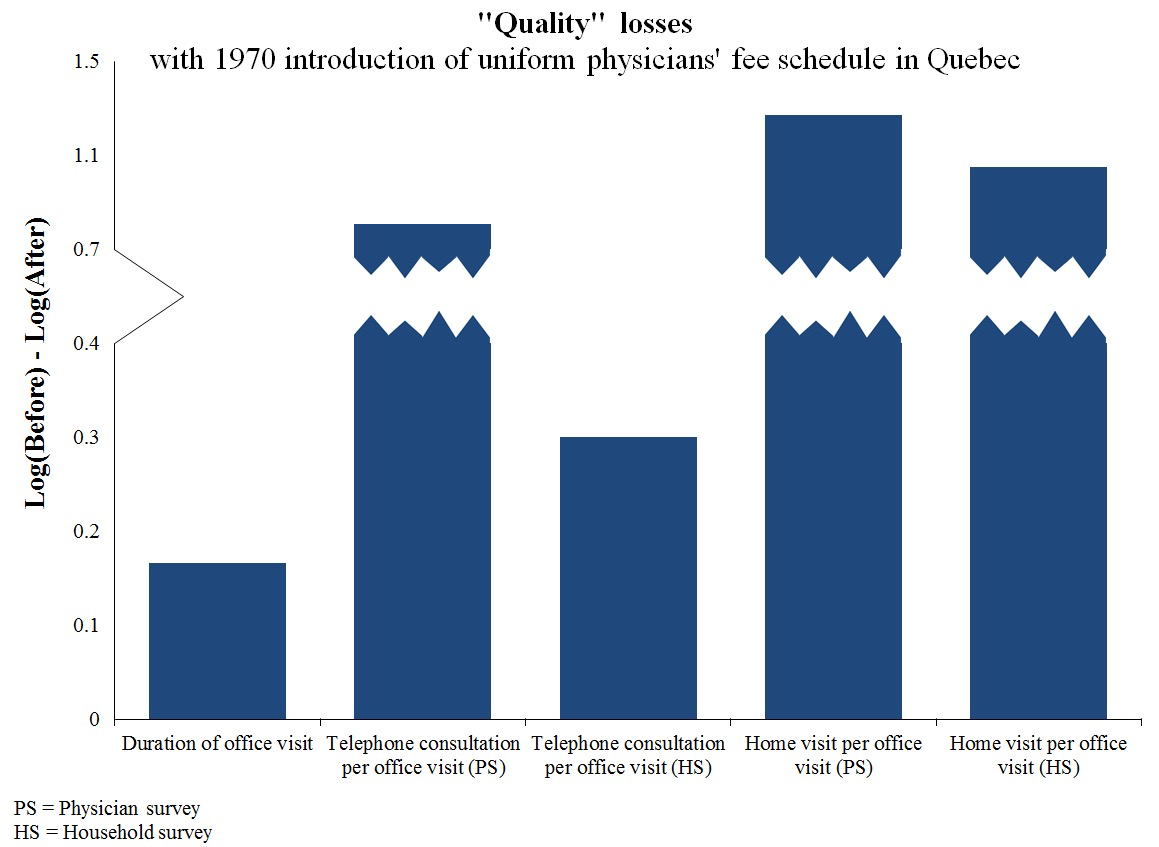 "Quality" losses
with 1970 introduction of uniform physicians' fee schedule in Quebec
Log(Before) - Log(After)
1.5
1.1
0.7
0.4
0.3
0.2
0.1
0
Duration of office visit
Telephone consultation
per office visit (PS)
Telephone consultation
per office visit (HS)
Home visit per office
visit (PS)
Home visit per office
visit (HS)
PS = Physician survey
HS = Household survey